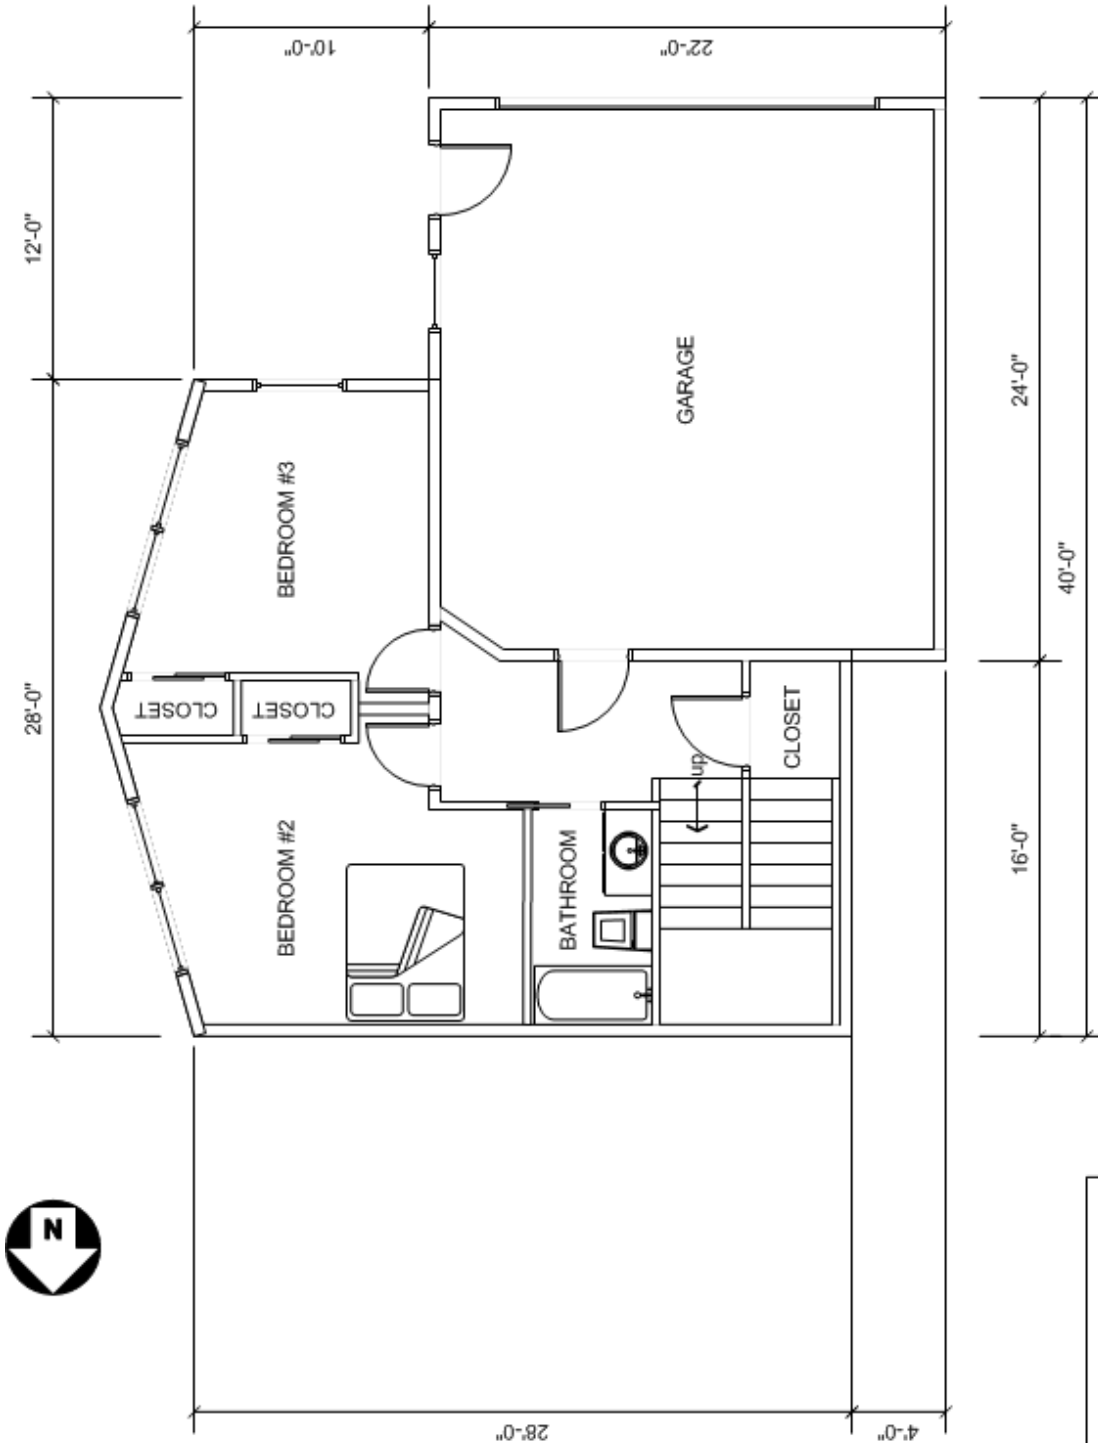 10'-0"
22'-0"
12'-0"
28'-0"
GARAGE
BEDROOM #3
CLOSET
CLOSET
CLOSET
up
BEDROOM #2
BATHROOM
24'-0"
40'-0"
16'-0"
N
28'-0"
4'-0"